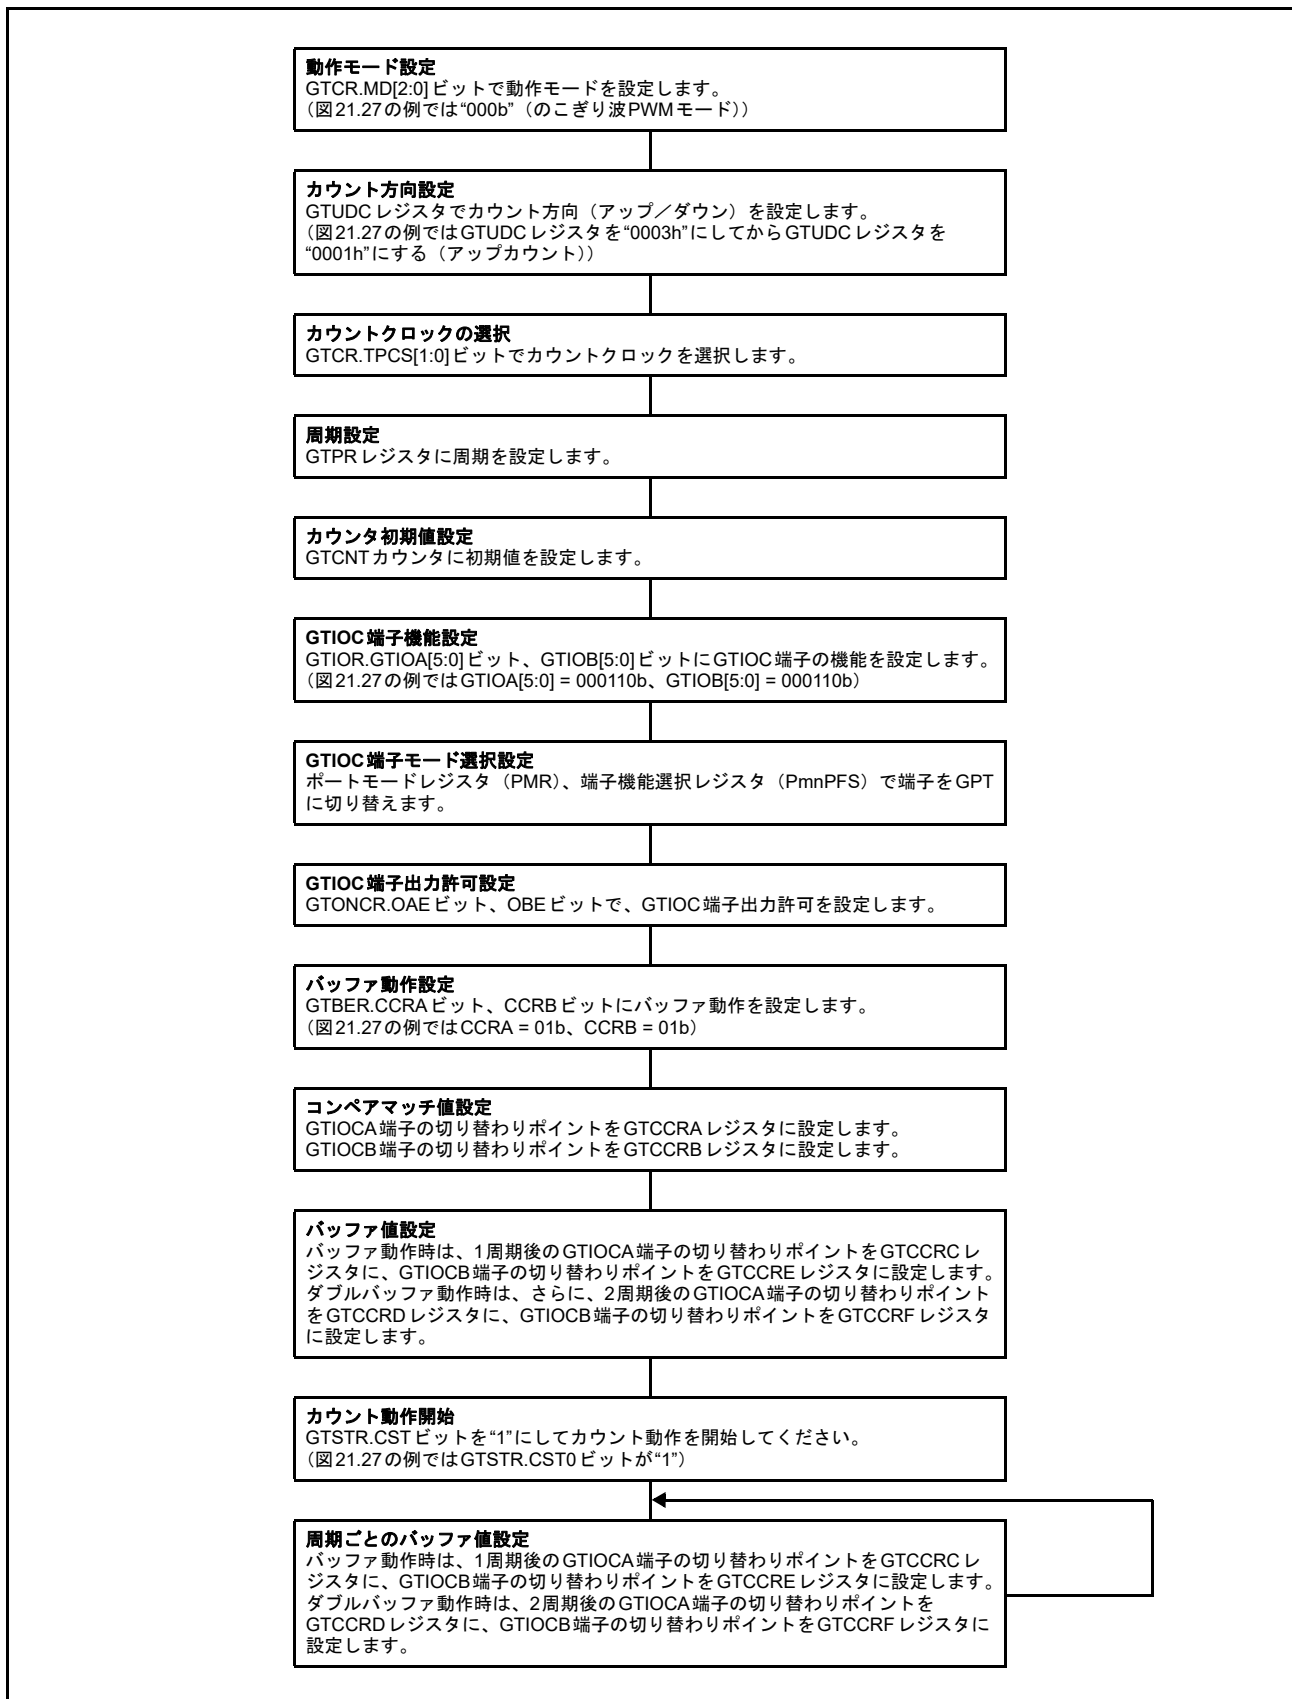 動作モード設定
GTCR.MD[2:0]ビットで動作モードを設定します。
（図21.27の例では“000b”（のこぎり波PWMモード））
カウント方向設定
GTUDCレジスタでカウント方向（アップ／ダウン）を設定します。
（図21.27の例ではGTUDCレジスタを“0003h”にしてからGTUDCレジスタを
“0001h”にする（アップカウント））
カウントクロックの選択
GTCR.TPCS[1:0]ビットでカウントクロックを選択します。
周期設定
GTPRレジスタに周期を設定します。
カウンタ初期値設定
GTCNTカウンタに初期値を設定します。
GTIOC端子機能設定
GTIOR.GTIOA[5:0]ビット、GTIOB[5:0]ビットにGTIOC端子の機能を設定します。
（図21.27の例ではGTIOA[5:0] = 000110b、GTIOB[5:0] = 000110b）
GTIOC端子モード選択設定
ポートモードレジスタ（PMR）、端子機能選択レジスタ（PmnPFS）で端子をGPT
に切り替えます。
GTIOC端子出力許可設定
GTONCR.OAEビット、OBEビットで、GTIOC端子出力許可を設定します。
バッファ動作設定
GTBER.CCRAビット、CCRBビットにバッファ動作を設定します。
（図21.27の例ではCCRA = 01b、CCRB = 01b）
コンペアマッチ値設定
GTIOCA端子の切り替わりポイントをGTCCRAレジスタに設定します。
GTIOCB端子の切り替わりポイントをGTCCRBレジスタに設定します。
バッファ値設定
バッファ動作時は、1周期後のGTIOCA端子の切り替わりポイントをGTCCRCレ
ジスタに、GTIOCB端子の切り替わりポイントをGTCCREレジスタに設定します。
ダブルバッファ動作時は、さらに、2周期後のGTIOCA端子の切り替わりポイント
をGTCCRDレジスタに、GTIOCB端子の切り替わりポイントをGTCCRFレジスタ
に設定します。
カウント動作開始
GTSTR.CSTビットを“1”にしてカウント動作を開始してください。
（図21.27の例ではGTSTR.CST0ビットが“1”）
周期ごとのバッファ値設定
バッファ動作時は、1周期後のGTIOCA端子の切り替わりポイントをGTCCRCレ
ジスタに、GTIOCB端子の切り替わりポイントをGTCCREレジスタに設定します。
ダブルバッファ動作時は、2周期後のGTIOCA端子の切り替わりポイントを
GTCCRDレジスタに、GTIOCB端子の切り替わりポイントをGTCCRFレジスタに
設定します。